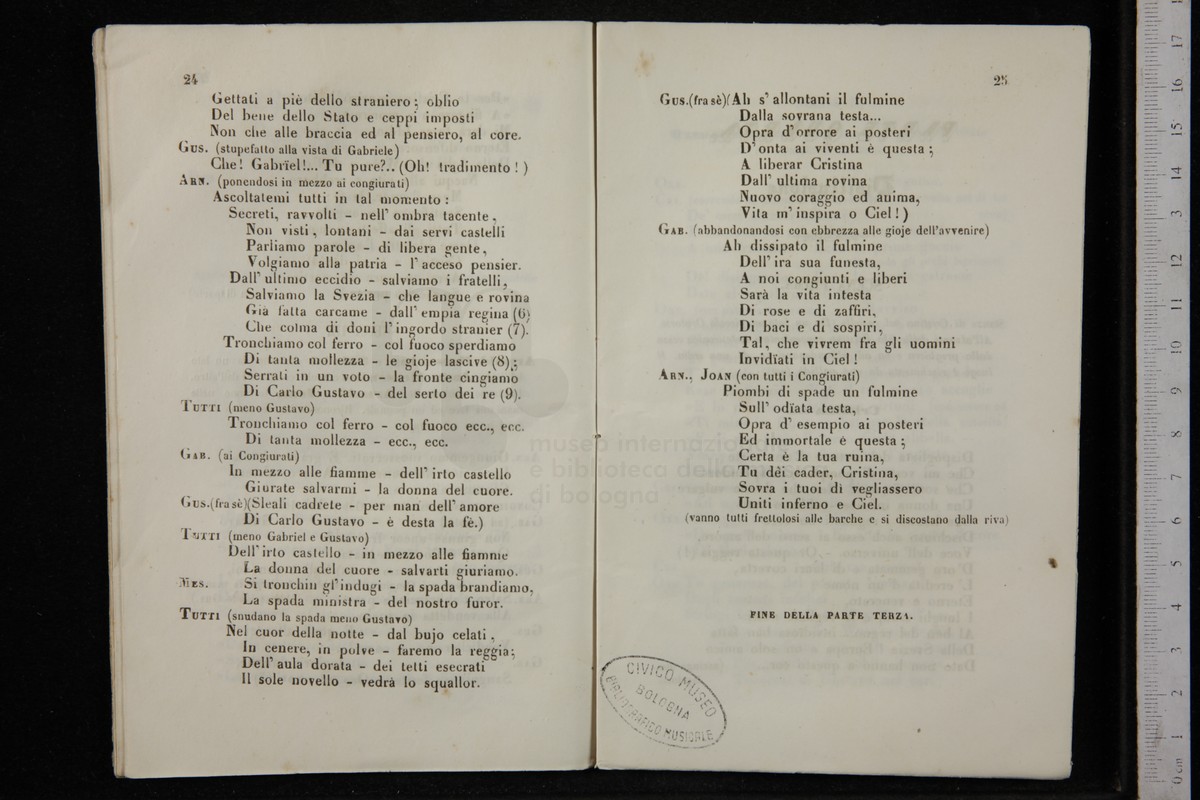 24
Gettati a piè dello straniero; oblio
Del bene dello Stato e ceppi imposti
Non che alle braccia ed al pensiero, al core.
Gus. (stupefatto alla vista di Gabriele)
Che! Gabrïel!... Tu pure?.. (Oh! tradimento!)
Arn. (ponendosi in mezzo ai congiurati)
Ascoltatemi tutti in tal momento:
Secreti, ravvolti - nell' ombra tacente,
Non visti, lontani - dai servi castelli
Parliamo parole - di libera gente,
Volgiamo alla patria - l' acceso pensier.
Dall' ultimo eccidio - salviamo i fratelli,
Salviamo la Svezia - che langue e rovina
Già fatta carcame - dall' empia regina (6)
Che colma di doni l' ingordo stranier (7).
Tronchiamo col ferro - col fuoco sperdiamo
Di tanta mollezza - le gioje lascive (8);
Serrati in un voto - la fronte cingiamo
Di Carlo Gustavo - del serto dei re (9).
Tutti (meno Gustavo)
Tronchiamo col ferro - col fuoco ecc., ecc.
Di tanta mollezza - ecc., ecc.
Gab. (ai Congiurati)
In mezzo alle fiamme - dell' irto castello
Giurate salvarmi - la donna del cuore.
Gus. (fra sè) (Sleali cadrete - per man dell' amore
Di Carlo Gustavo - è desta la fè.)
Tutti (meno Gabriel e Gustavo)
Dell' irto castello - in mezzo alle fiamme
La donna del cuore - salvarti giuriamo.
Mes. Si tronchin gl' indugi - la spada brandiamo,
La spada ministra - del nostro furor.
Tutti (snudano la spada meno Gustavo)
Nel cuor della notte - dal bujo celati,
In cenere, in polve - faremo la reggia;
Dell' aula dorata - dei tetti esecrati
Il sole novello - vedrà lo squallor.
25
Gus. (fra sè) (Ah s' allontani il fulmine
Dalla sovrana testa...
Opra d' orrore ai posteri
D' onta ai viventi è questa;
A liberar Cristina
Dall' ultima rovina
Nuovo coraggio ed anima,
Vita m' inspira o Ciel!)
Gab. (abbandonandosi con ebbrezza alle gioje dell'avvenire)
Ah dissipato il fulmine
Dell' ira sua funesta,
A noi congiunti e liberi
Sarà la vita intesta
Di rose e di zaffiri,
Di baci e di sospiri,
Tal, che vivrem fra gli uomini
Invidïati in Ciel!
Arn., Joan (con tutti i Congiurati)
Piombi di spade un fulmine
Sull' odïata testa,
Opra d' esempio ai posteri
Ed immortale è questa;
Certa è la tua ruina,
Tu dèi cader, Cristina,
Sovra i tuoi dì vegliassero
Uniti inferno e Ciel.
(vanno tutti frettolosi alle barche e si discostano dalla riva)
FINE DELLA PARTE TERZA.
CIVICO MUSEO
BIBLIOGRAFICO MUSICALE
BOLOGNA
museo internazio
e biblioteca della
di bologna